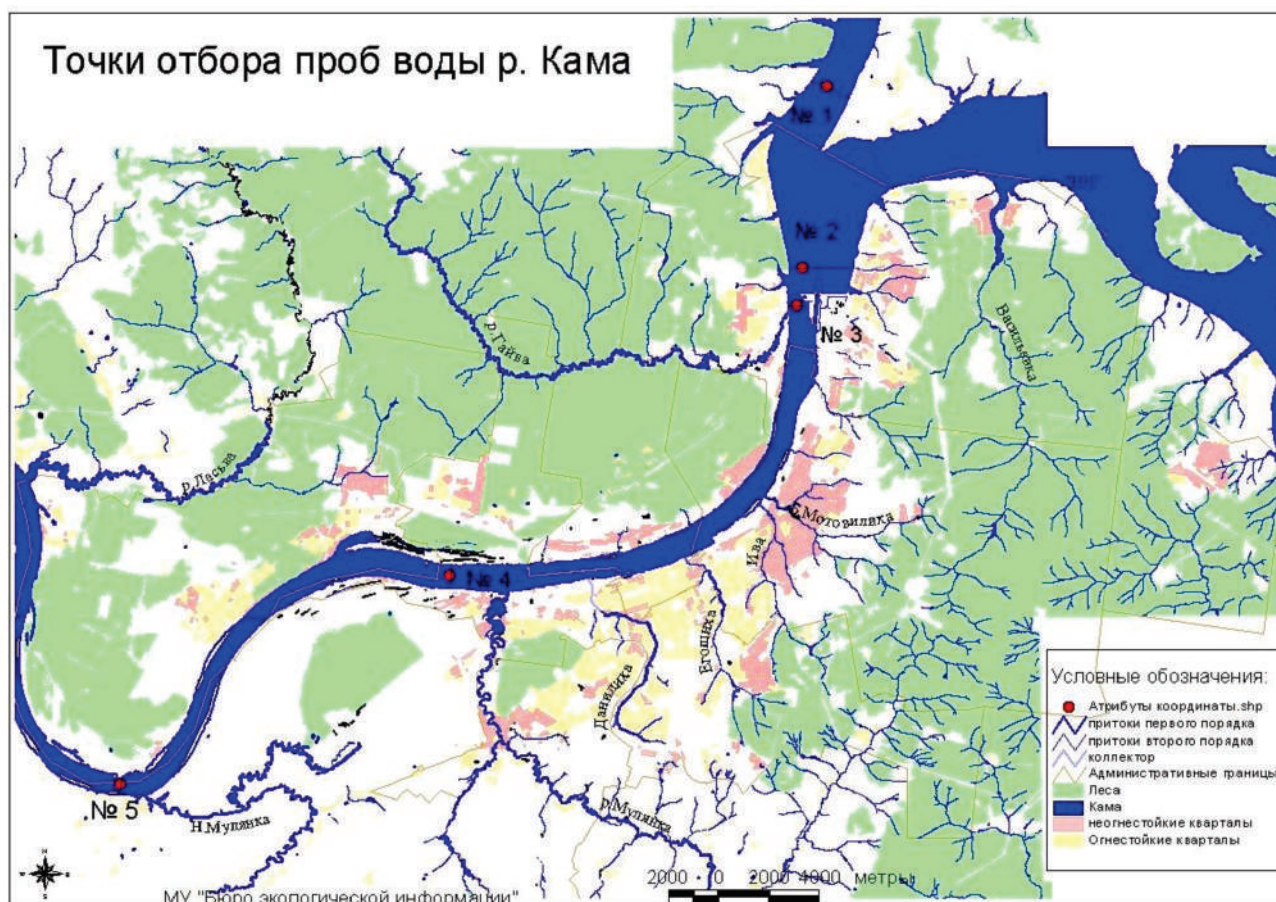 Точки отбора проб воды р. Кама
№ 1
№ 2
№ 3
р.Гайва
Васильевка
р.Ласьва
Мотовилиха
Ива
№ 4
Егошиха
Данилиха
№ 5
Н.Мулянка
р.Мулянка
Условные обозначения:
Атрибуты координаты.shp
притоки первого порядка
притоки второго порядка
коллектор
Административные границы
Леса
Кама
неогнестойкие кварталы
Огнестойкие кварталы
2000 0 2000 4000 метры
МУ "Бюро экологической информации"